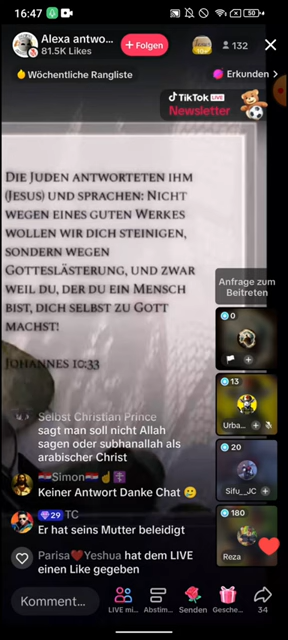 16:47
50
Alexa antwo...
81.5K Likes
+ Folgen
132
Wöchentliche Rangliste
Erkunden >
TikTok LIVE
Newsletter
DIE JUDEN ANTWORTETEN IHM
(JESUS) UND SPRACHEN: NICHT
WEGEN EINES GUTEN WERKES
WOLLEN WIR DICH STEINIGEN,
SONDERN WEGEN
GOTTESLÄSTERUNG, UND ZWAR
WEIL DU, DER DU EIN MENSCH
BIST, DICH SELBST ZU GOTT
MACHST!
JOHANNES 10:33
Anfrage zum
Beitreten
0
13
Urba...
20
Sifu_JC
180
Reza
Selbst Christian Prince
sagt man soll nicht Allah
sagen oder subhanallah als
arabischer Christ
Simon
Keiner Antwort Danke Chat
29 TC
Er hat seins Mutter beleidigt
Parisa❤️Yeshua hat dem LIVE
einen Like gegeben
Komment...
LIVE mi...
Abstim...
Senden
Gesche...
34